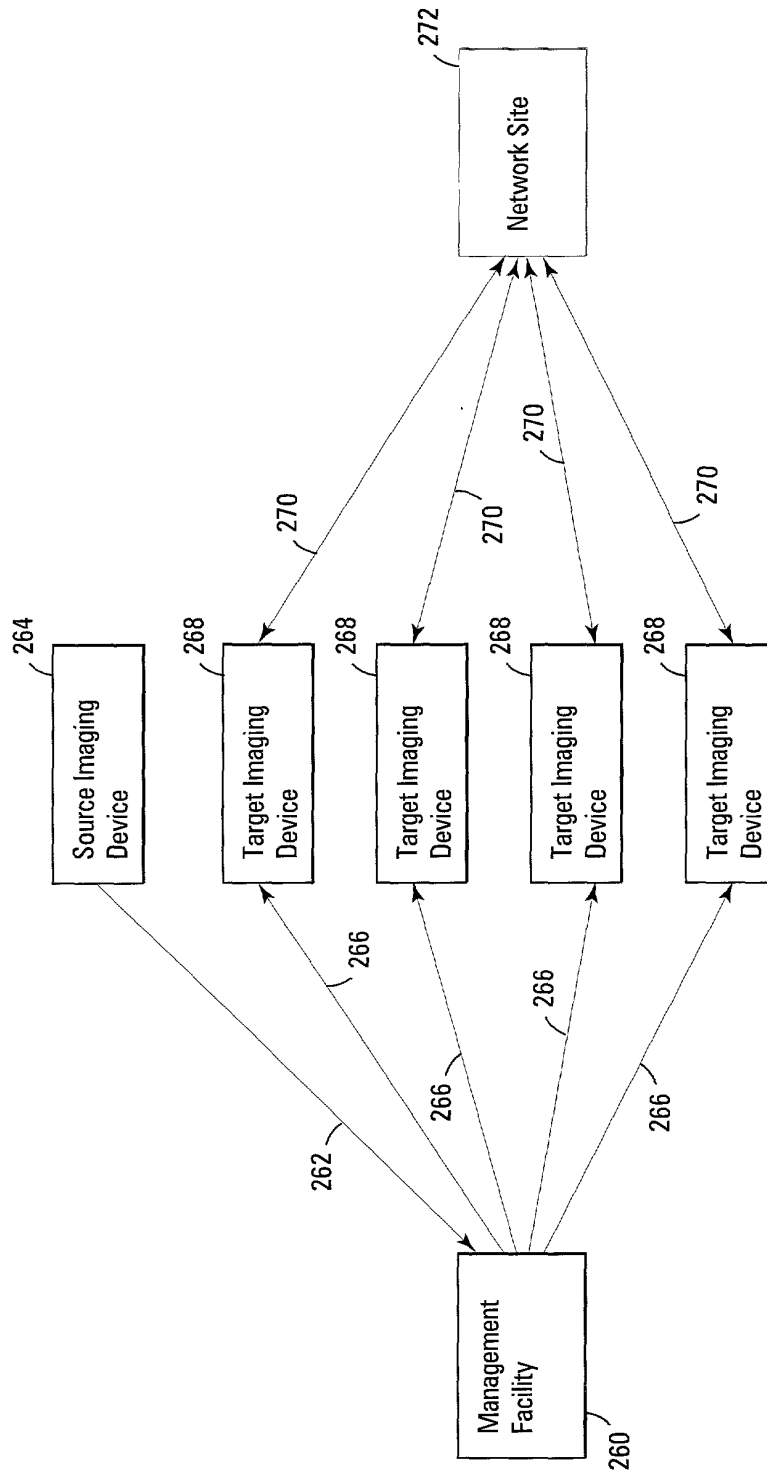 264
Source Imaging
Device
272
268
Target Imaging
Device
270
268
Target Imaging
Device
270
Network Site
268
Target Imaging
Device
270
268
Target Imaging
Device
270
262
266
266
266
266
Management
Facility
260